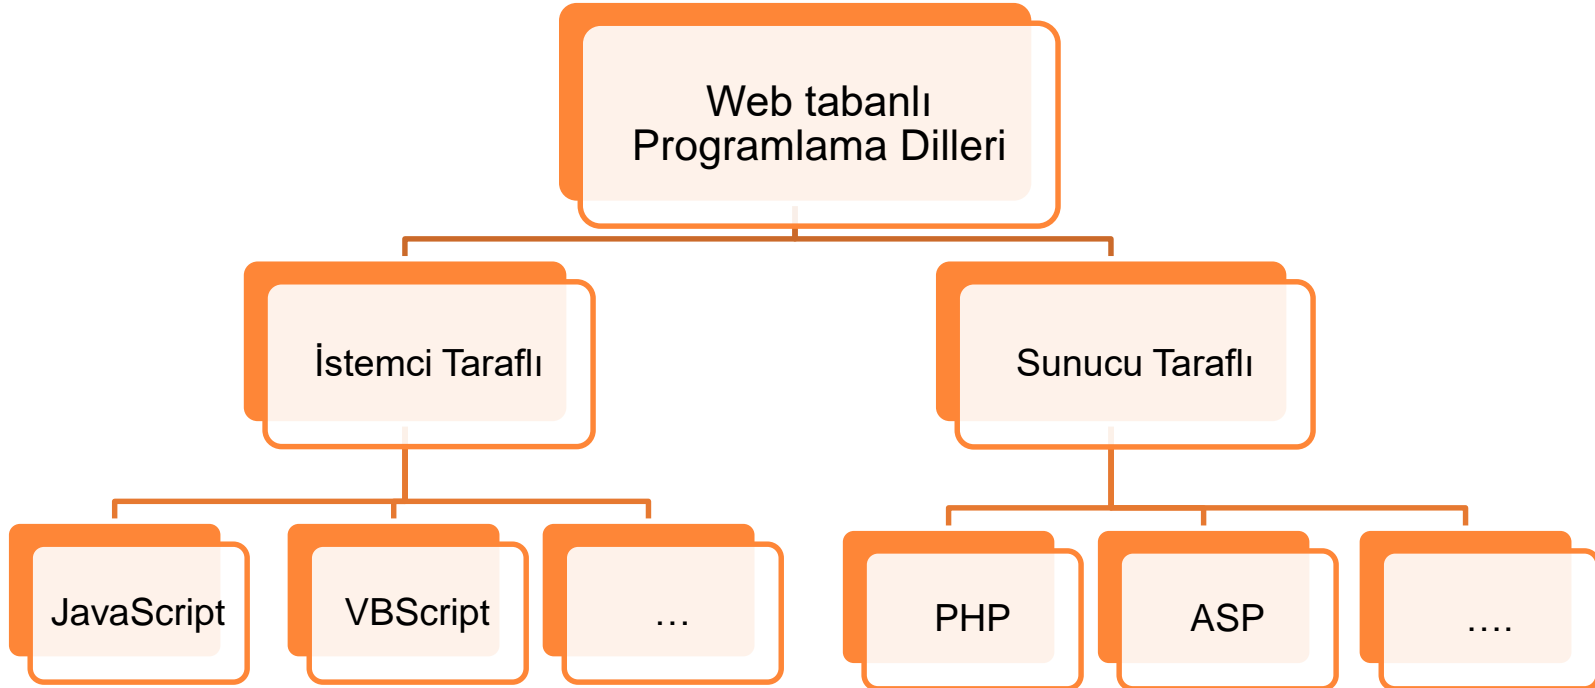 Web tabanlı
Programlama Dilleri
İstemci Taraflı
Sunucu Taraflı
JavaScript
VBScript
…
PHP
ASP
….